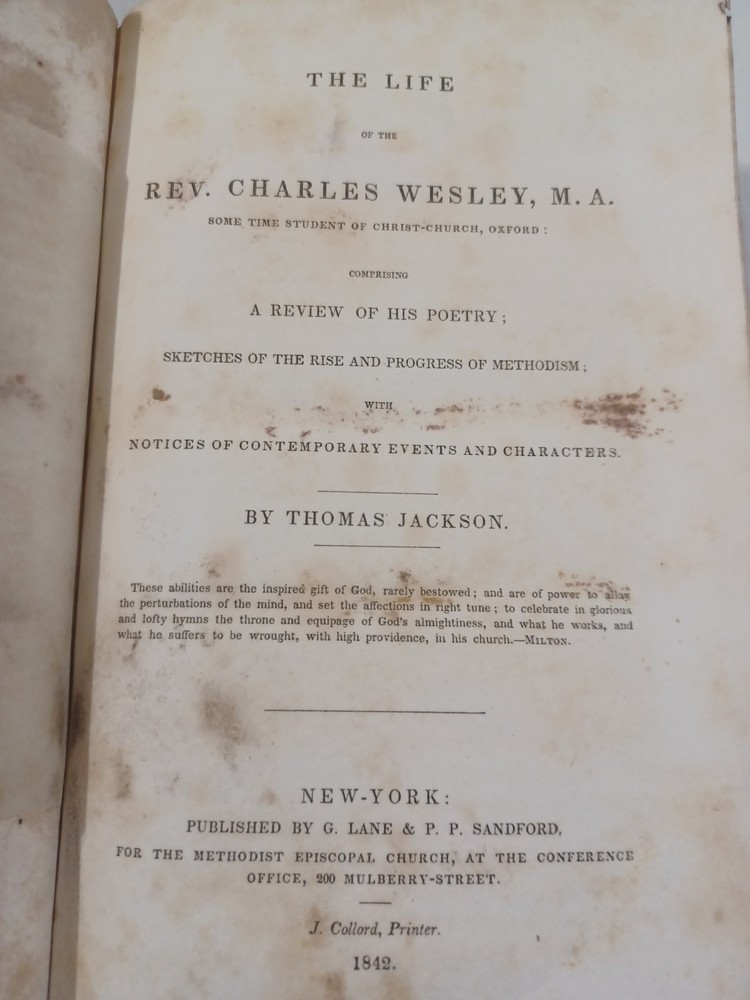 THE LIFE
OF THE
REV. CHARLES WESLEY, M. A.
SOME TIME STUDENT OF CHRIST-CHURCH, OXFORD:
COMPRISING
A REVIEW OF HIS POETRY;
SKETCHES OF THE RISE AND PROGRESS OF METHODISM;
WITH
NOTICES OF CONTEMPORARY EVENTS AND CHARACTERS.
BY THOMAS JACKSON.
These abilities are the inspired gift of God, rarely bestowed; and are of power to allay
the perturbations of the mind, and set the affections in right tune; to celebrate in glorious
and lofty hymns the throne and equipage of God's almightiness, and what he works, and
what he suffers to be wrought, with high providence, in his church.—MILTON.
NEW-YORK:
PUBLISHED BY G. LANE & P. P. SANDFORD,
FOR THE METHODIST EPISCOPAL CHURCH, AT THE CONFERENCE
OFFICE, 200 MULBERRY-STREET.
J. Collord, Printer.
1842.